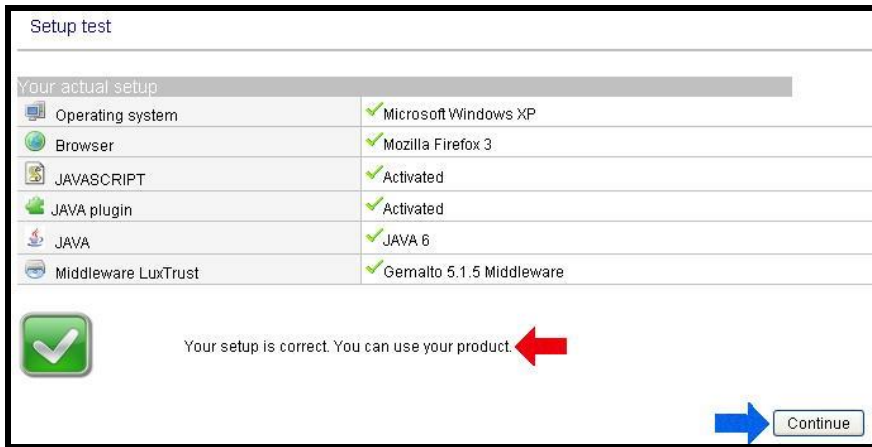 Setup test
Your actual setup
Operating system Microsoft Windows XP
Browser Mozilla Firefox 3
JAVASCRIPT Activated
JAVA plugin Activated
JAVA JAVA 6
Middleware LuxTrust Gemalto 5.1.5 Middleware
Your setup is correct. You can use your product.
Continue